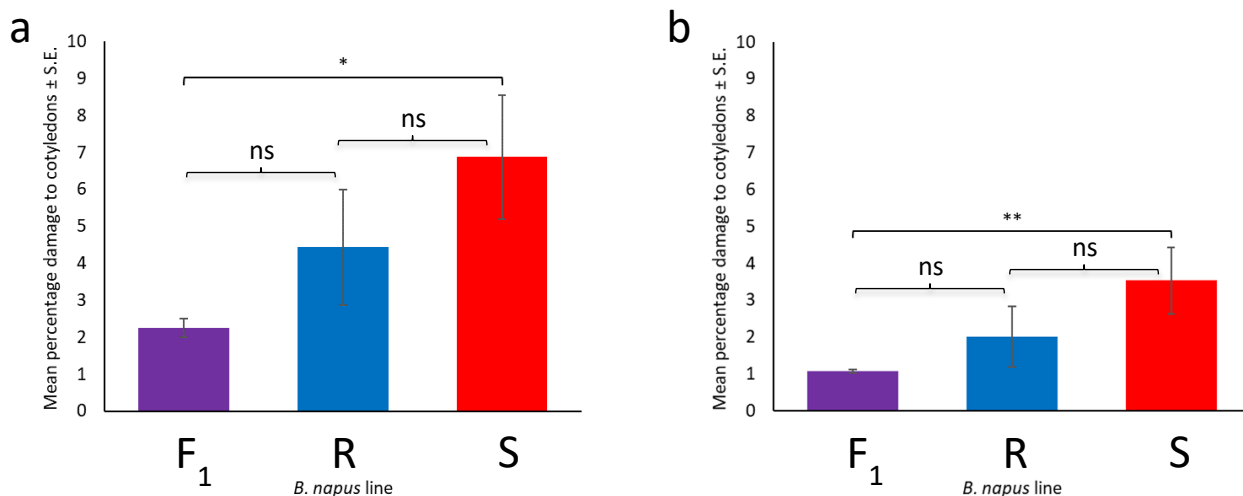 a
Mean percentage damage to cotyledons ± S.E.
10
9
8
7
6
5
4
3
2
1
0
*
ns
ns
F1
R
S
B. napus line
b
Mean percentage damage to cotyledons ± S.E.
10
9
8
7
6
5
4
3
2
1
0
**
ns
ns
F1
R
S
B. napus line